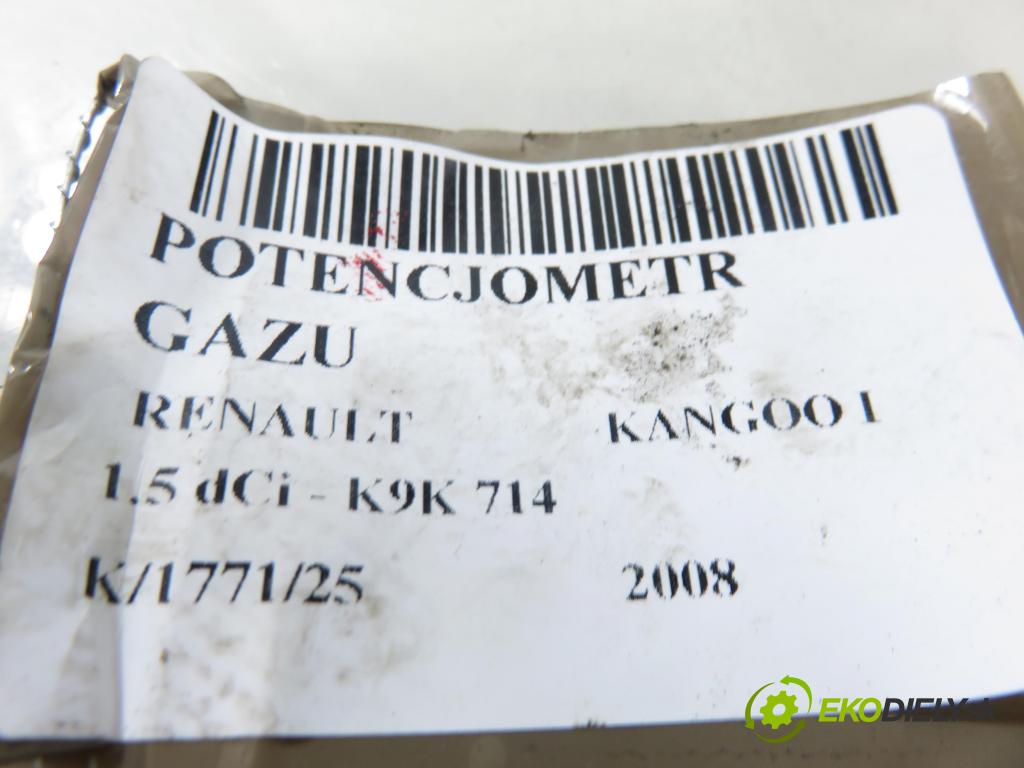 POTENCJOMETR
GAZU
RENAULT KANGOO I
1.5 dCi - K9K 714
K/1771/25 2008
EKODIELY.